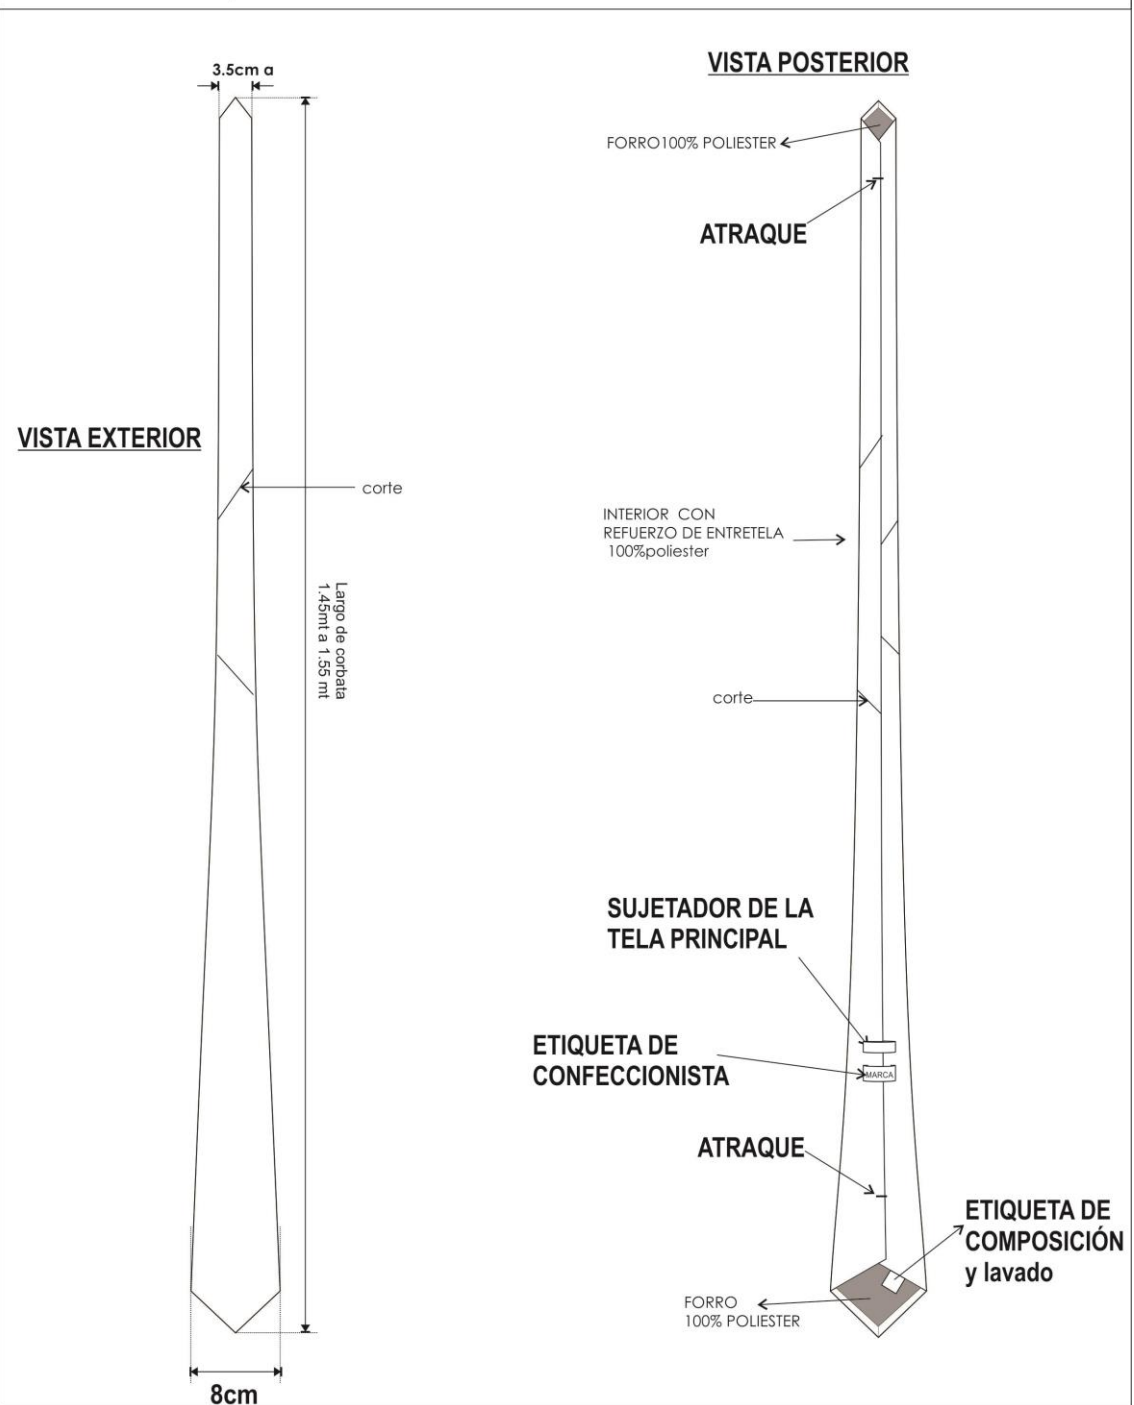 3.5cm a
VISTA EXTERIOR
corte
Largo de corbata
1.45mt a 1.55 mt
8cm
VISTA POSTERIOR
FORRO100% POLIESTER
ATRAQUE
INTERIOR CON
REFUERZO DE ENTRETELA
100%poliester
corte
SUJETADOR DE LA
TELA PRINCIPAL
ETIQUETA DE
CONFECCIONISTA
MARCA
ATRAQUE
ETIQUETA DE
COMPOSICIÓN
y lavado
FORRO
100% POLIESTER